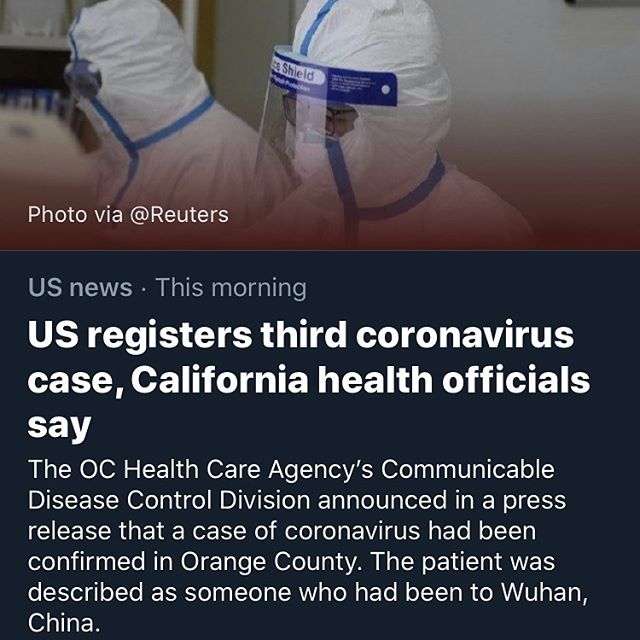 ce Shield
Photo via @Reuters
US news · This morning
US registers third coronavirus
case, California health officials
say
The OC Health Care Agency’s Communicable
Disease Control Division announced in a press
release that a case of coronavirus had been
confirmed in Orange County. The patient was
described as someone who had been to Wuhan,
China.